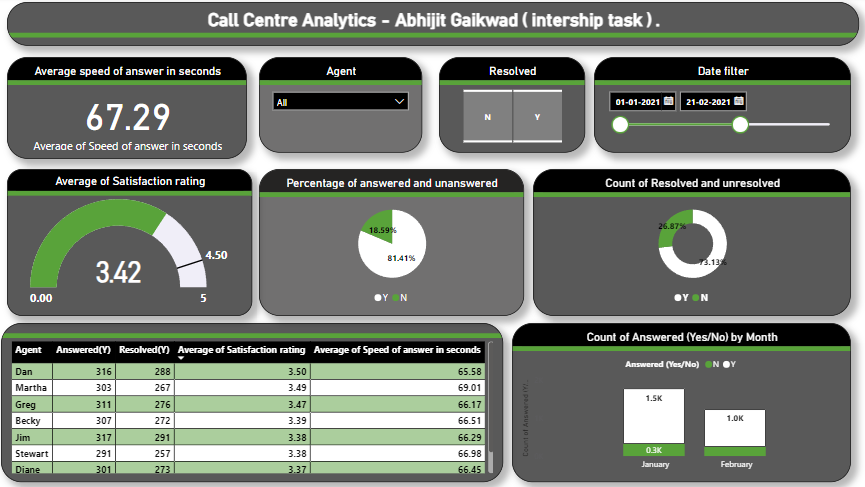 Call Centre Analytics - Abhijit Gaikwad ( intership task ) .
Average speed of answer in seconds
67.29
Average of Speed of answer in seconds
Agent
All
Resolved
N Y
Date filter
01-01-2021 21-02-2021
Average of Satisfaction rating
3.42
4.50
0.00
5
Percentage of answered and unanswered
18.59%
81.41%
Y N
Count of Resolved and unresolved
26.87%
73.13%
Y N
Agent Answered(Y) Resolved(Y) Average of Satisfaction rating Average of Speed of answer in seconds
Dan 316 288 3.50 65.58
Martha 303 267 3.49 69.01
Greg 311 276 3.47 66.17
Becky 307 272 3.39 66.51
Jim 317 291 3.38 66.29
Stewart 291 257 3.38 66.98
Diane 301 273 3.37 66.45
Count of Answered (Yes/No) by Month
Answered (Yes/No) N Y
Count of Answered (Y/.
1.5K
1.0K
0.3K
January
February